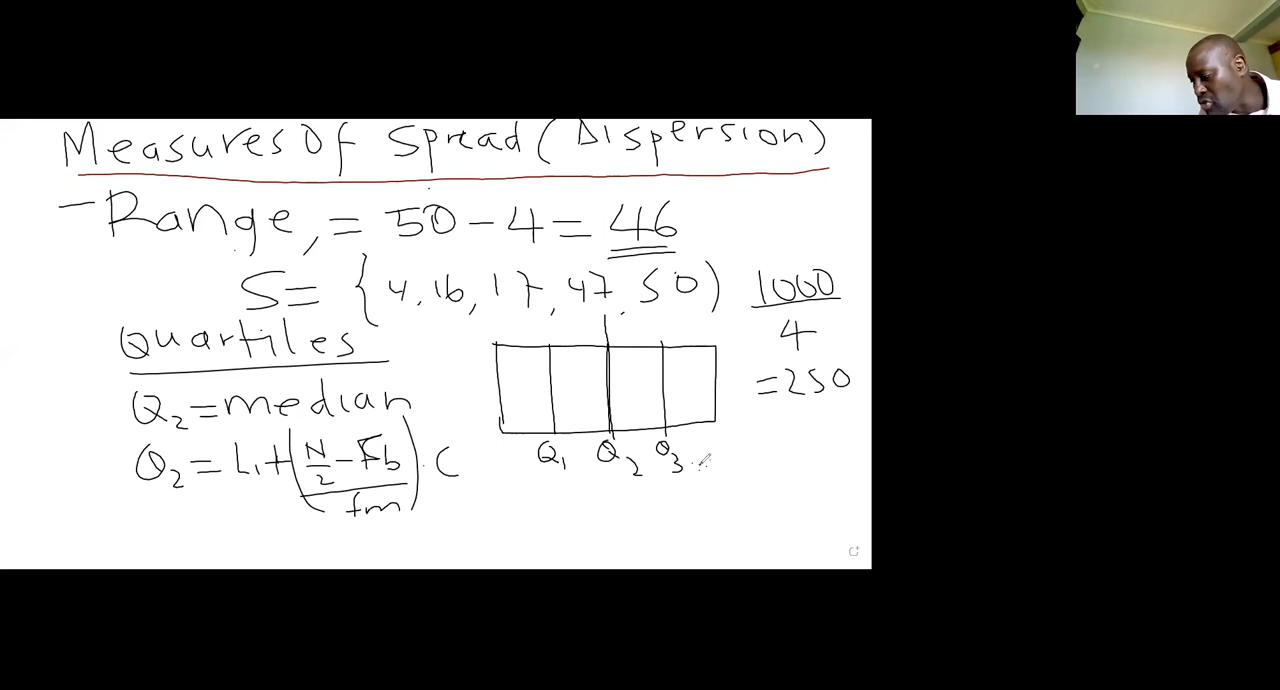 Measures Of Spread (Dispersion)
- Range, = 50 - 4 = 46
S = { 4, 16, 17, 47, 50 )
1000
4
= 250
Quartiles
Q2 = median
Q2 = L1 + (N/2 - Fb / fm) . C
Q1 Q2 Q3